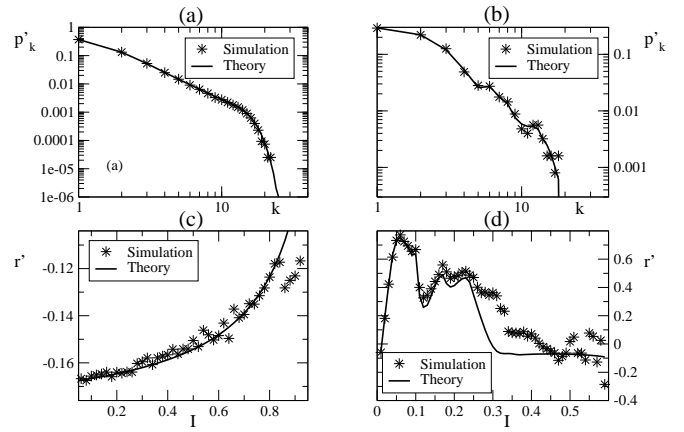 (a)
(b)
p'k
1
0.1
0.01
0.001
0.0001
1e-05
1e-06
Simulation
Theory
(a)
1
10
k
p'k
0.1
0.01
0.001
Simulation
Theory
1
10
k
(c)
(d)
r'
-0.12
-0.14
-0.16
Simulation
Theory
0.2
0.4
0.6
0.8
I
r'
0.6
0.4
0.2
0
-0.2
-0.4
Simulation
Theory
0
0.1
0.2
0.3
0.4
0.5
I